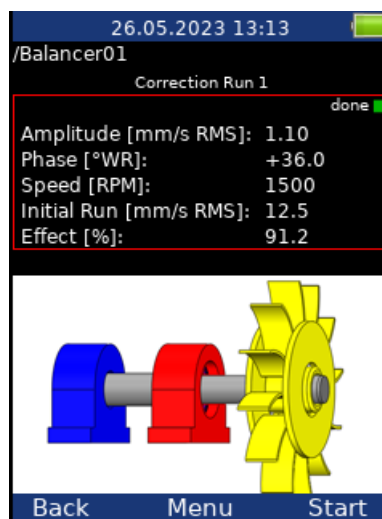 26.05.2023 13:13
/Balancer01
Correction Run 1
done
Amplitude [mm/s RMS]: 1.10
Phase [°WR]: +36.0
Speed [RPM]: 1500
Initial Run [mm/s RMS]: 12.5
Effect [%]: 91.2
Back Menu Start